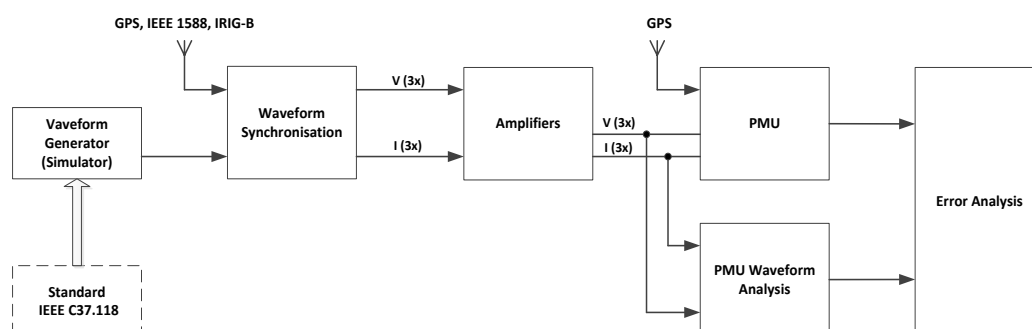 GPS, IEEE 1588, IRIG-B
GPS
Vaveform
Generator
(Simulator)
Waveform
Synchronisation
V (3x)
I (3x)
Amplifiers
V (3x)
I (3x)
PMU
Error Analysis
PMU Waveform
Analysis
Standard
IEEE C37.118